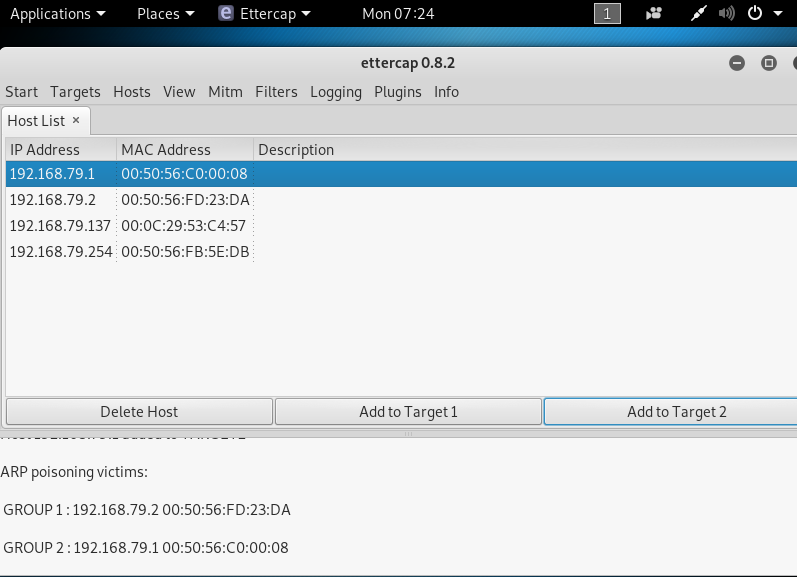 Applications Places Ettercap Mon 07:24 1
ettercap 0.8.2
Start Targets Hosts View Mitm Filters Logging Plugins Info
Host List ×
IP Address MAC Address Description
192.168.79.1 00:50:56:C0:00:08
192.168.79.2 00:50:56:FD:23:DA
192.168.79.137 00:0C:29:53:C4:57
192.168.79.254 00:50:56:FB:5E:DB
Delete Host Add to Target 1 Add to Target 2
ARP poisoning victims:
GROUP 1 : 192.168.79.2 00:50:56:FD:23:DA
GROUP 2 : 192.168.79.1 00:50:56:C0:00:08